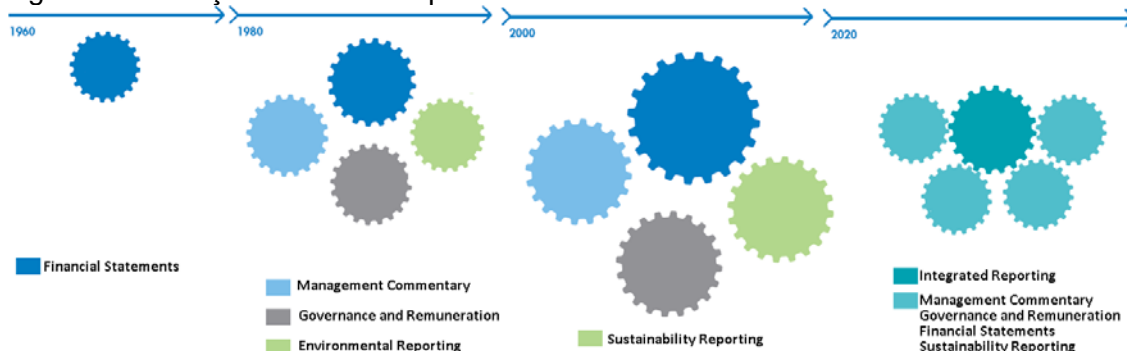 1960
1980
2000
2020
Financial Statements
Management Commentary
Governance and Remuneration
Environmental Reporting
Sustainability Reporting
Integrated Reporting
Management Commentary
Governance and Remuneration
Financial Statements
Sustainability Reporting